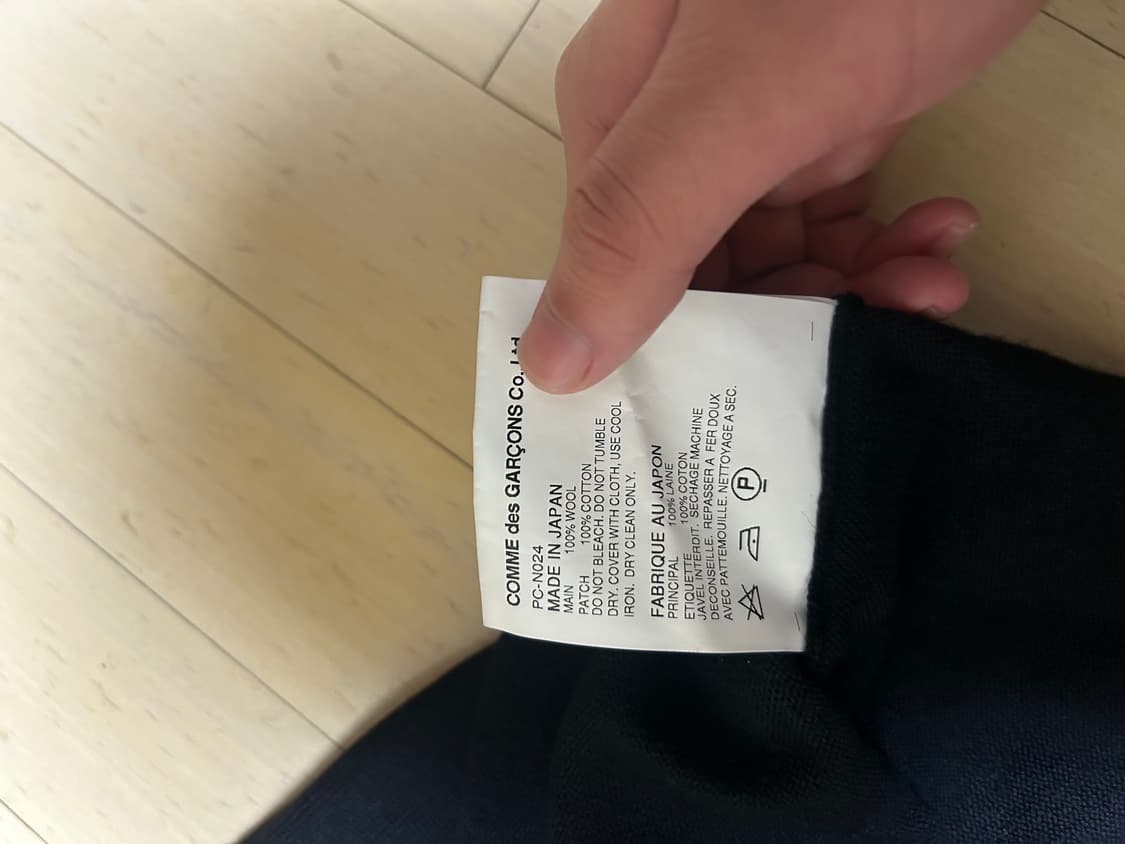 COMME des GARÇONS Co. Ltd
PC-N024
MADE IN JAPAN
MAIN 100% WOOL
PATCH 100% COTTON
DO NOT BLEACH. DO NOT TUMBLE
DRY. COVER WITH CLOTH, USE COOL
IRON. DRY CLEAN ONLY.
FABRIQUE AU JAPON
PRINCIPAL 100% LAINE
ETIQUETTE 100% COTON
JAVEL INTERDIT. SECHAGE MACHINE
DECONSEILLE. REPASSER A FER DOUX
AVEC PATTEMOUILLE. NETTOYAGE A SEC.
P